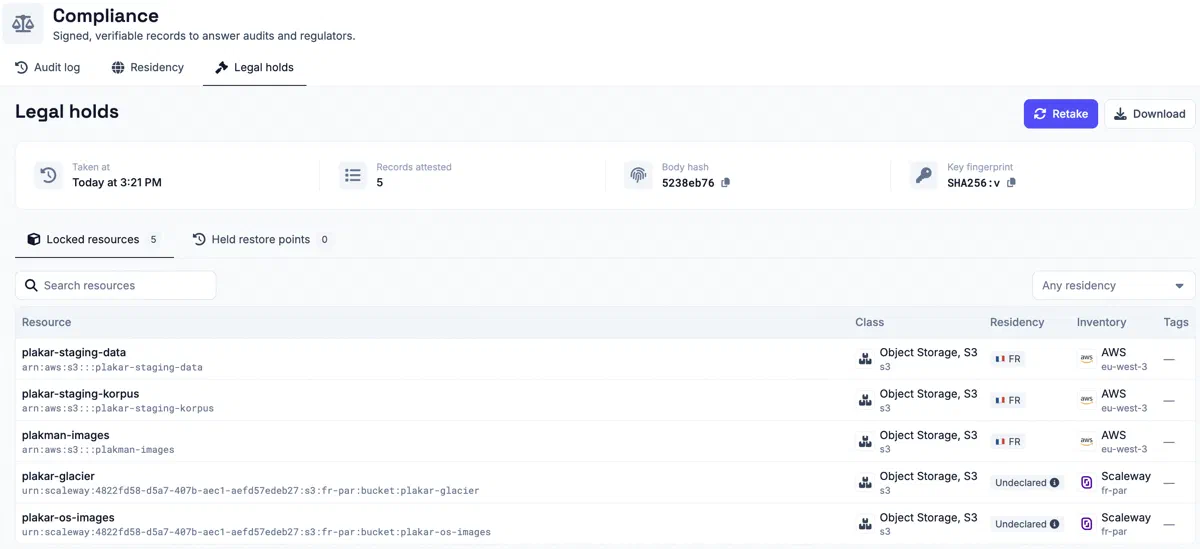 Compliance
Signed, verifiable records to answer audits and regulators.
Audit log
Residency
Legal holds
Legal holds
Retake
Download
Taken at
Today at 3:21 PM
Records attested
5
Body hash
5238eb76
Key fingerprint
SHA256:v
Locked resources 5
Held restore points 0
Search resources
Any residency
Resource Class Residency Inventory Tags
plakar-staging-data Object Storage, S3 FR aws AWS —
arn:aws:s3:::plakar-staging-data s3 eu-west-3
plakar-staging-korpus Object Storage, S3 FR aws AWS —
arn:aws:s3:::plakar-staging-korpus s3 eu-west-3
plakman-images Object Storage, S3 FR aws AWS —
arn:aws:s3:::plakman-images s3 eu-west-3
plakar-glacier Object Storage, S3 Undeclared Scaleway —
urn:scaleway:4822fd58-d5a7-407b-aec1-aefd57edeb27:s3:fr-par:bucket:plakar-glacier s3 fr-par
plakar-os-images Object Storage, S3 Undeclared Scaleway —
urn:scaleway:4822fd58-d5a7-407b-aec1-aefd57edeb27:s3:fr-par:bucket:plakar-os-images s3 fr-par